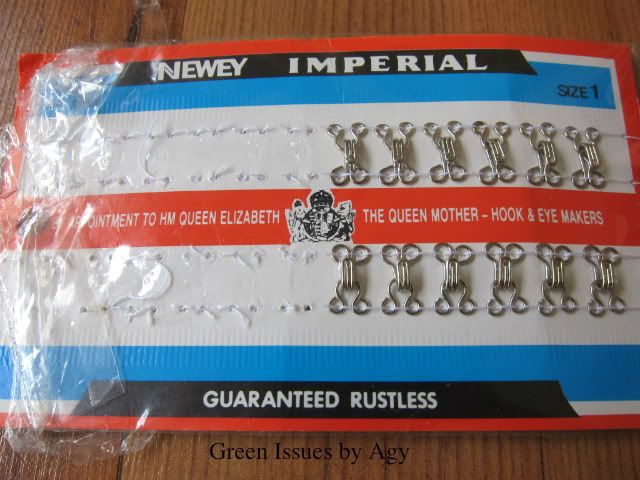 NEWEY IMPERIAL
SIZE 1
POINTMENT TO HM QUEEN ELIZABETH THE QUEEN MOTHER – HOOK & EYE MAKERS
GUARANTEED RUSTLESS
Green Issues by Agy